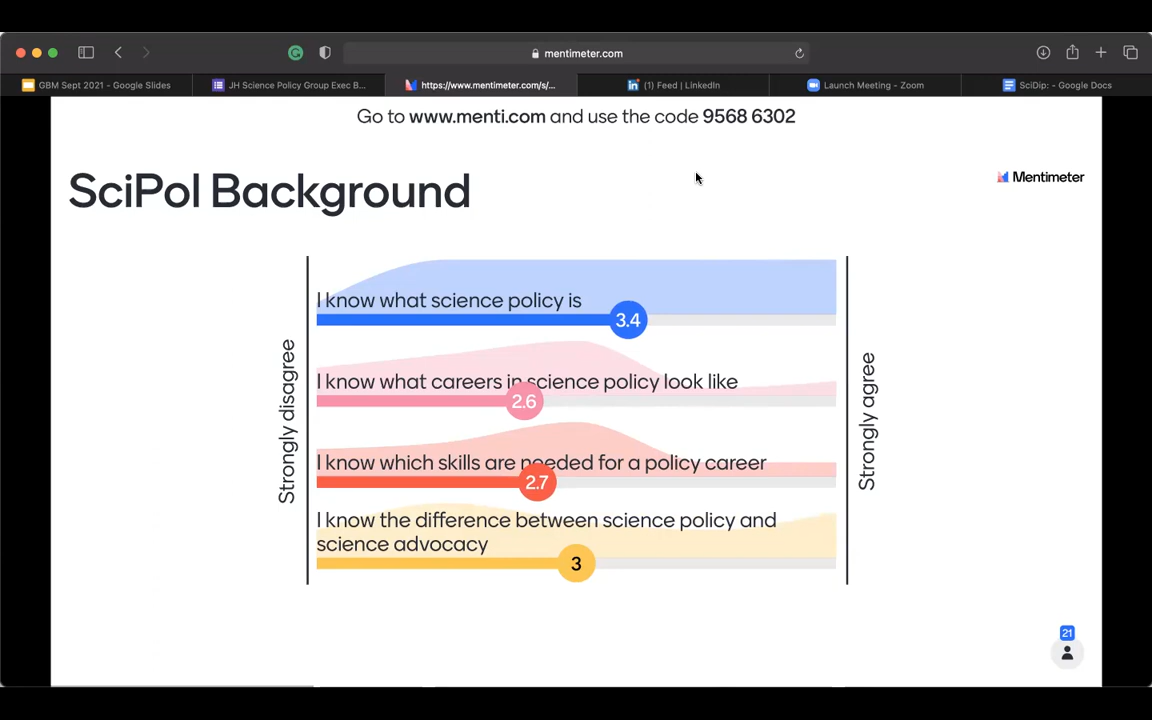 mentimeter.com
GBM Sept 2021 - Google Slides
JH Science Policy Group Exec B...
https://www.mentimeter.com/s/...
(1) Feed | LinkedIn
Launch Meeting - Zoom
SciDip: - Google Docs
Go to www.menti.com and use the code 9568 6302
SciPol Background
Mentimeter
Strongly disagree
I know what science policy is
3.4
I know what careers in science policy look like
2.6
I know which skills are needed for a policy career
2.7
I know the difference between science policy and
science advocacy
3
Strongly agree
21